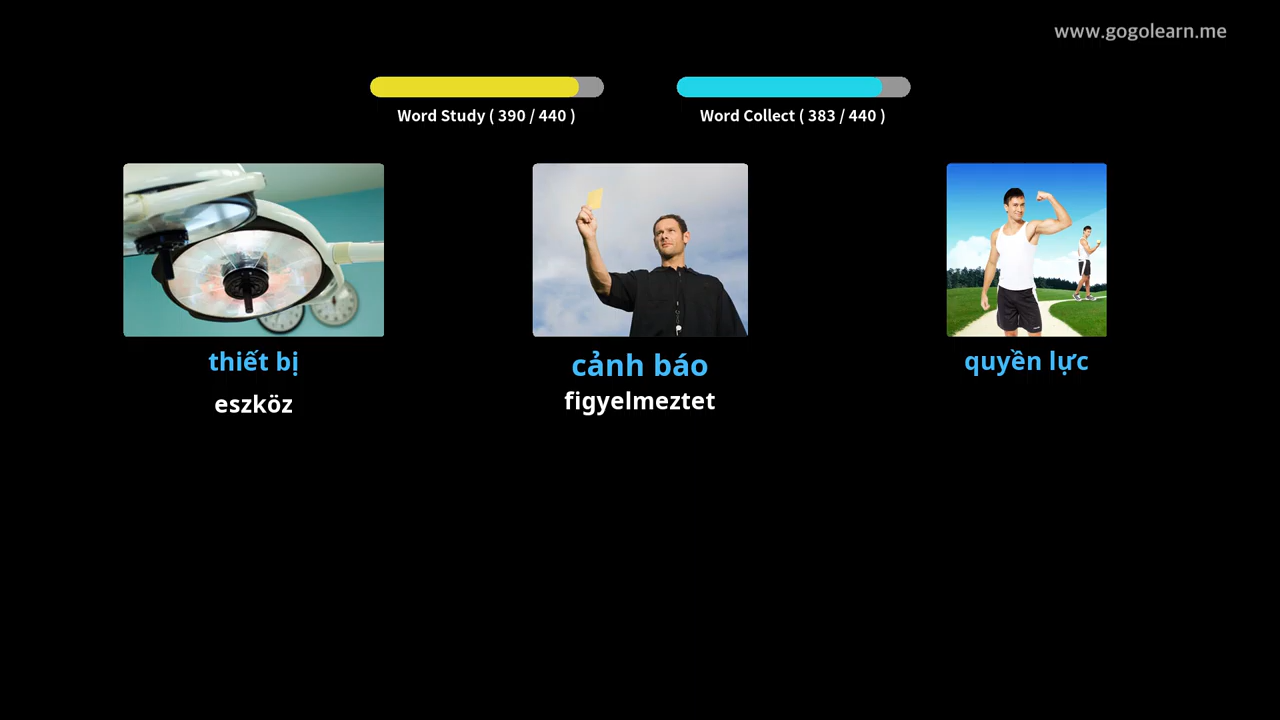 www.gogolearn.me
Word Study ( 390 / 440 )
Word Collect ( 383 / 440 )
thiết bị
eszköz
cảnh báo
figyelmeztet
quyền lực